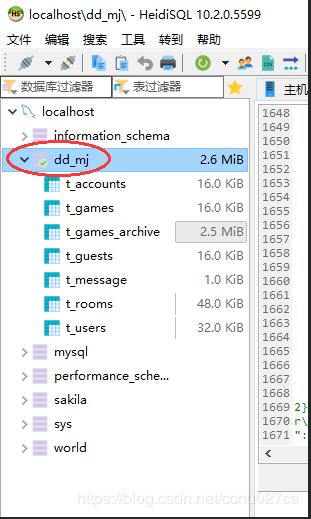 localhost\dd_mj\ - HeidiSQL 10.2.0.5599
文件 编辑 搜索 工具 转到 帮助
数据库过滤器 表过滤器 主机
localhost
information_schema
dd_mj 2.6 MiB
t_accounts 16.0 KiB
t_games 16.0 KiB
t_games_archive 2.5 MiB
t_guests 16.0 KiB
t_message 1.0 KiB
t_rooms 48.0 KiB
t_users 32.0 KiB
mysql
performance_sche...
sakila
sys
world
1648
1649
1650
1651
1652
1653
1654
1655
1656
1657
1658
1659
1660
1661
1662
1663
1664
1665
1666
1667
1668
1669 2}
1670 r\
1671 ":
https://blog.csdn.net/ccny027cs